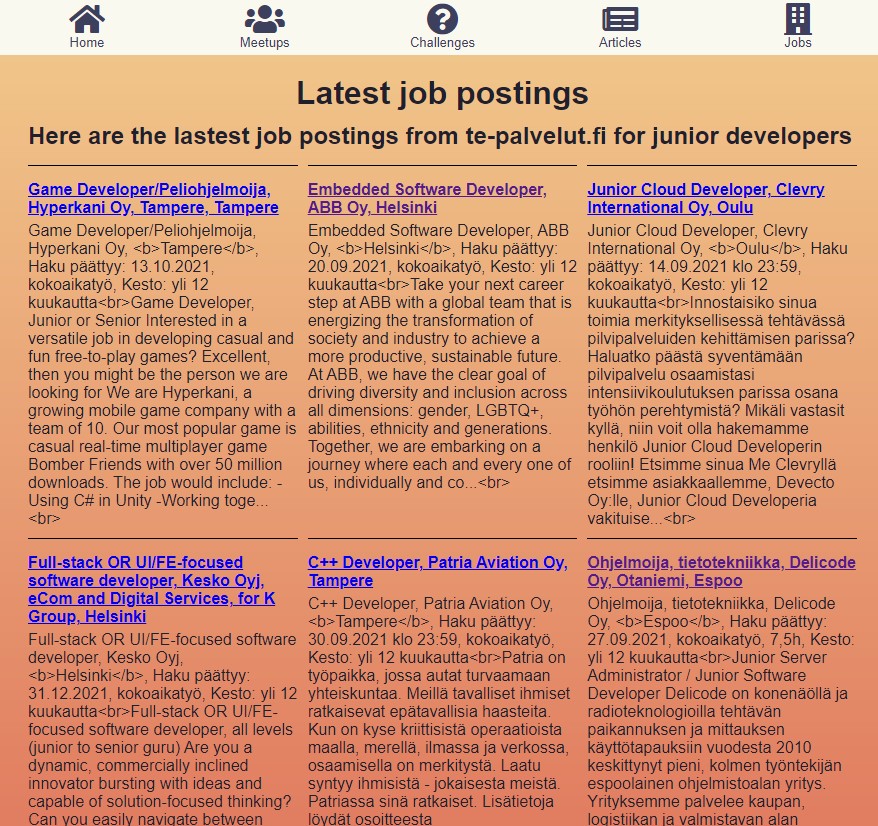 Home
Meetups
Challenges
Articles
Jobs
Latest job postings
Here are the lastest job postings from te-palvelut.fi for junior developers
Game Developer/Peliohjelmoija,
Hyperkani Oy, Tampere, Tampere
Game Developer/Peliohjelmoija,
Hyperkani Oy, <b>Tampere</b>,
Haku päättyy: 13.10.2021,
kokoaikatyö, Kesto: yli 12
kuukautta<br>Game Developer,
Junior or Senior Interested in a
versatile job in developing casual and
fun free-to-play games? Excellent,
then you might be the person we are
looking for We are Hyperkani, a
growing mobile game company with a
team of 10. Our most popular game is
casual real-time multiplayer game
Bomber Friends with over 50 million
downloads. The job would include: -
Using C# in Unity -Working toge...
<br>
Embedded Software Developer,
ABB Oy, Helsinki
Embedded Software Developer, ABB
Oy, <b>Helsinki</b>, Haku päättyy:
20.09.2021, kokoaikatyö, Kesto: yli 12
kuukautta<br>Take your next career
step at ABB with a global team that is
energizing the transformation of
society and industry to achieve a
more productive, sustainable future.
At ABB, we have the clear goal of
driving diversity and inclusion across
all dimensions: gender, LGBTQ+,
abilities, ethnicity and generations.
Together, we are embarking on a
journey where each and every one of
us, individually and co...<br>
Junior Cloud Developer, Clevry
International Oy, Oulu
Junior Cloud Developer, Clevry
International Oy, <b>Oulu</b>, Haku
päättyy: 14.09.2021 klo 23:59,
kokoaikatyö, Kesto: yli 12
kuukautta<br>Innostaisiko sinua
toimia merkityksellisessä tehtävässä
pilvipalveluiden kehittämisen parissa?
Haluatko päästä syventämään
pilvipalvelu osaamistasi
intensiivikoulutuksen parissa osana
työhön perehtymistä? Mikäli vastasit
kyllä, niin voit olla hakemamme
henkilö Junior Cloud Developerin
rooliin! Etsimme sinua Me Clevryllä
etsimme asiakkaallemme, Devecto
Oy:lle, Junior Cloud Developeria
vakituise...<br>
Full-stack OR UI/FE-focused
software developer, Kesko Oyj,
eCom and Digital Services, for K
Group, Helsinki
Full-stack OR UI/FE-focused software
developer, Kesko Oyj,
<b>Helsinki</b>, Haku päättyy:
31.12.2021, kokoaikatyö, Kesto: yli 12
kuukautta<br>Full-stack OR UI/FE-
focused software developer, all levels
(junior to senior guru) Are you a
dynamic, commercially inclined
innovator bursting with ideas and
capable of solution-focused thinking?
Can you easily navigate between
C++ Developer, Patria Aviation Oy,
Tampere
C++ Developer, Patria Aviation Oy,
<b>Tampere</b>, Haku päättyy:
30.09.2021 klo 23:59, kokoaikatyö,
Kesto: yli 12 kuukautta<br>Patria on
työpaikka, jossa autat turvaamaan
yhteiskuntaa. Meillä tavalliset ihmiset
ratkaisevat epätavallisia haasteita.
Kun on kyse kriittisistä operaatioista
maalla, merellä, ilmassa ja verkossa,
osaamisella on merkitystä. Laatu
syntyy ihmisistä - jokaisesta meistä.
Patriassa sinä ratkaiset. Lisätietoja
löydät osoitteesta
Ohjelmoija, tietotekniikka, Delicode
Oy, Otaniemi, Espoo
Ohjelmoija, tietotekniikka, Delicode
Oy, <b>Espoo</b>, Haku päättyy:
27.09.2021, kokoaikatyö, 7,5h, Kesto:
yli 12 kuukautta<br>Junior Server
Administrator / Junior Software
Developer Delicode on konenäöllä ja
radioteknologioilla tehtävän
paikannuksen ja mittauksen
käyttötapauksiin vuodesta 2010
keskittynyt pieni, kolmen työntekijän
espoolainen ohjelmistoalan yritys.
Yrityksemme palvelee kaupan,
logistiikan ja valmistavan alan